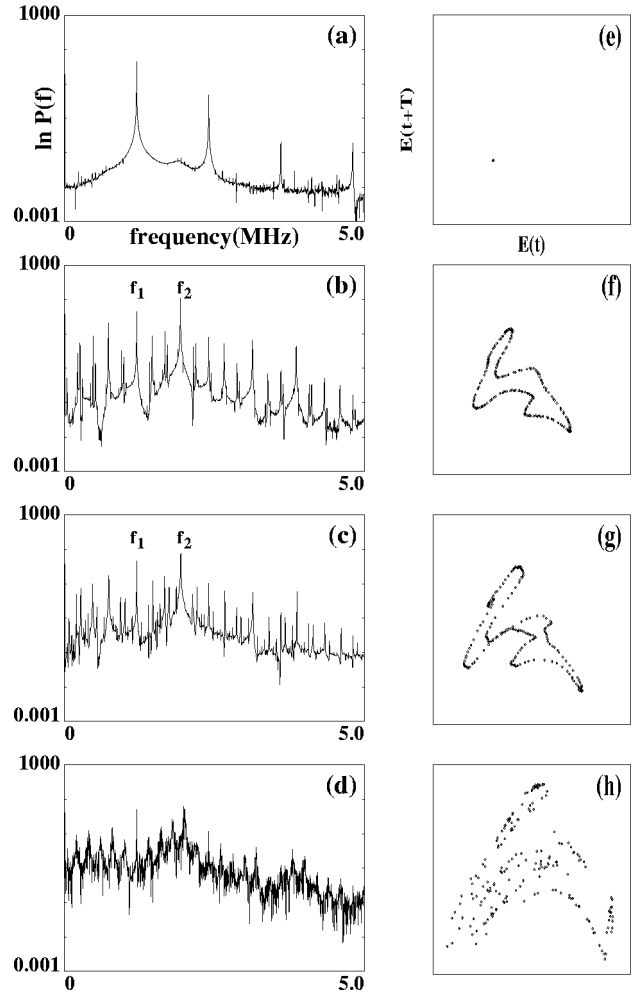 1000
(a)
ln P(f)
0.001
0
frequency(MHz)
5.0
(e)
E(t+T)
E(t)
1000
(b)
f1
f2
0.001
0
5.0
(f)
1000
(c)
f1
f2
0.001
0
5.0
(g)
1000
(d)
0.001
0
5.0
(h)